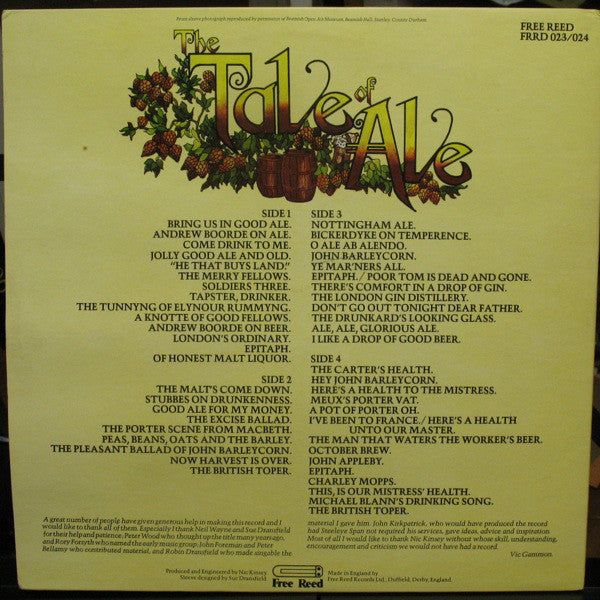 Front sleeve photograph reproduced by permission of Beamish Open Air Museum, Beamish Hall, Stanley, County Durham
FREE REED
FRRD 023/024
The
Tale of
Ale
SIDE 1
BRING US IN GOOD ALE.
ANDREW BOORDE ON ALE.
COME DRINK TO ME.
JOLLY GOOD ALE AND OLD.
"HE THAT BUYS LAND."
THE MERRY FELLOWS.
SOLDIERS THREE.
TAPSTER, DRINKER.
THE TUNNYNG OF ELYNOUR RUMMYNG.
A KNOTTE OF GOOD FELLOWS.
ANDREW BOORDE ON BEER.
LONDON'S ORDINARY.
EPITAPH.
OF HONEST MALT LIQUOR.
SIDE 2
THE MALT'S COME DOWN.
STUBBES ON DRUNKENNESS.
GOOD ALE FOR MY MONEY.
THE EXCISE BALLAD.
THE PORTER SCENE FROM MACBETH.
PEAS, BEANS, OATS AND THE BARLEY.
THE PLEASANT BALLAD OF JOHN BARLEYCORN.
NOW HARVEST IS OVER.
THE BRITISH TOPER.
SIDE 3
NOTTINGHAM ALE.
BICKERDYKE ON TEMPERENCE.
O ALE AB ALENDO.
JOHN BARLEYCORN.
YE MAR'NERS ALL.
EPITAPH. / POOR TOM IS DEAD AND GONE.
THERE'S COMFORT IN A DROP OF GIN.
THE LONDON GIN DISTILLERY.
DON'T GO OUT TONIGHT DEAR FATHER.
THE DRUNKARD'S LOOKING GLASS.
ALE, ALE, GLORIOUS ALE.
I LIKE A DROP OF GOOD BEER.
SIDE 4
THE CARTER'S HEALTH.
HEY JOHN BARLEYCORN.
HERE'S A HEALTH TO THE MISTRESS.
MEUX'S PORTER VAT.
A POT OF PORTER OH.
I'VE BEEN TO FRANCE. / HERE'S A HEALTH
UNTO OUR MASTER.
THE MAN THAT WATERS THE WORKER'S BEER.
OCTOBER BREW.
JOHN APPLEBY.
EPITAPH.
CHARLEY MOPPS.
THIS, IS OUR MISTRESS' HEALTH.
MICHAEL BLANN'S DRINKING SONG.
THE BRITISH TOPER.
A great number of people have given generous help in making this record and I
would like to thank all of them. Especially I thank Neil Wayne and Sue Dransfield
for their help and patience. Peter Wood who thought up the title many years ago,
and Rory Forsyth who named the early music group; John Foreman and Peter
Bellamy who contributed material, and Robin Dransfield who made singable the
material I gave him. John Kirkpatrick, who would have produced the record
had Steeleye Span not required his services, gave ideas, advice and inspiration.
Most of all I would like to thank Nic Kinsey without whose skill, understanding,
encouragement and criticism we would not have had a record.
Vic Gammon.
Produced and Engineered by Nic Kinsey
Sleeve designed by Sue Dransfield.
Free Reed
Made in England by
Free Reed Records Ltd., Duffield, Derby, England.